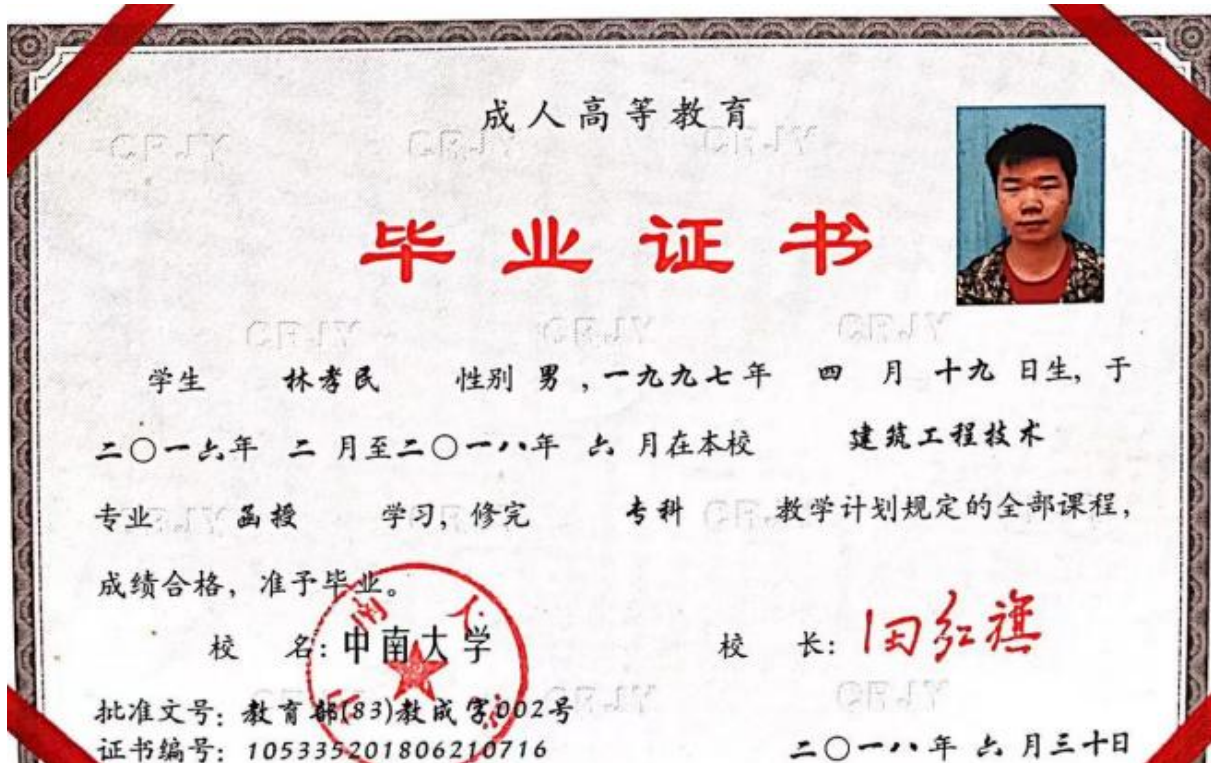 成人高等教育
毕业证书
学生 林孝民 性别 男 ,一九九七年 四 月 十九 日生, 于
二〇一六年 二 月至二〇一八年 六 月在本校 建筑工程技术
专业 函授 学习, 修完 专科 教学计划规定的全部课程,
成绩合格, 准予毕业。
校 名: 中南大学 校 长: 田红旗
批准文号: 教育部(83)教成字002号
证书编号: 105335201806210716 二〇一八年 六 月三十日